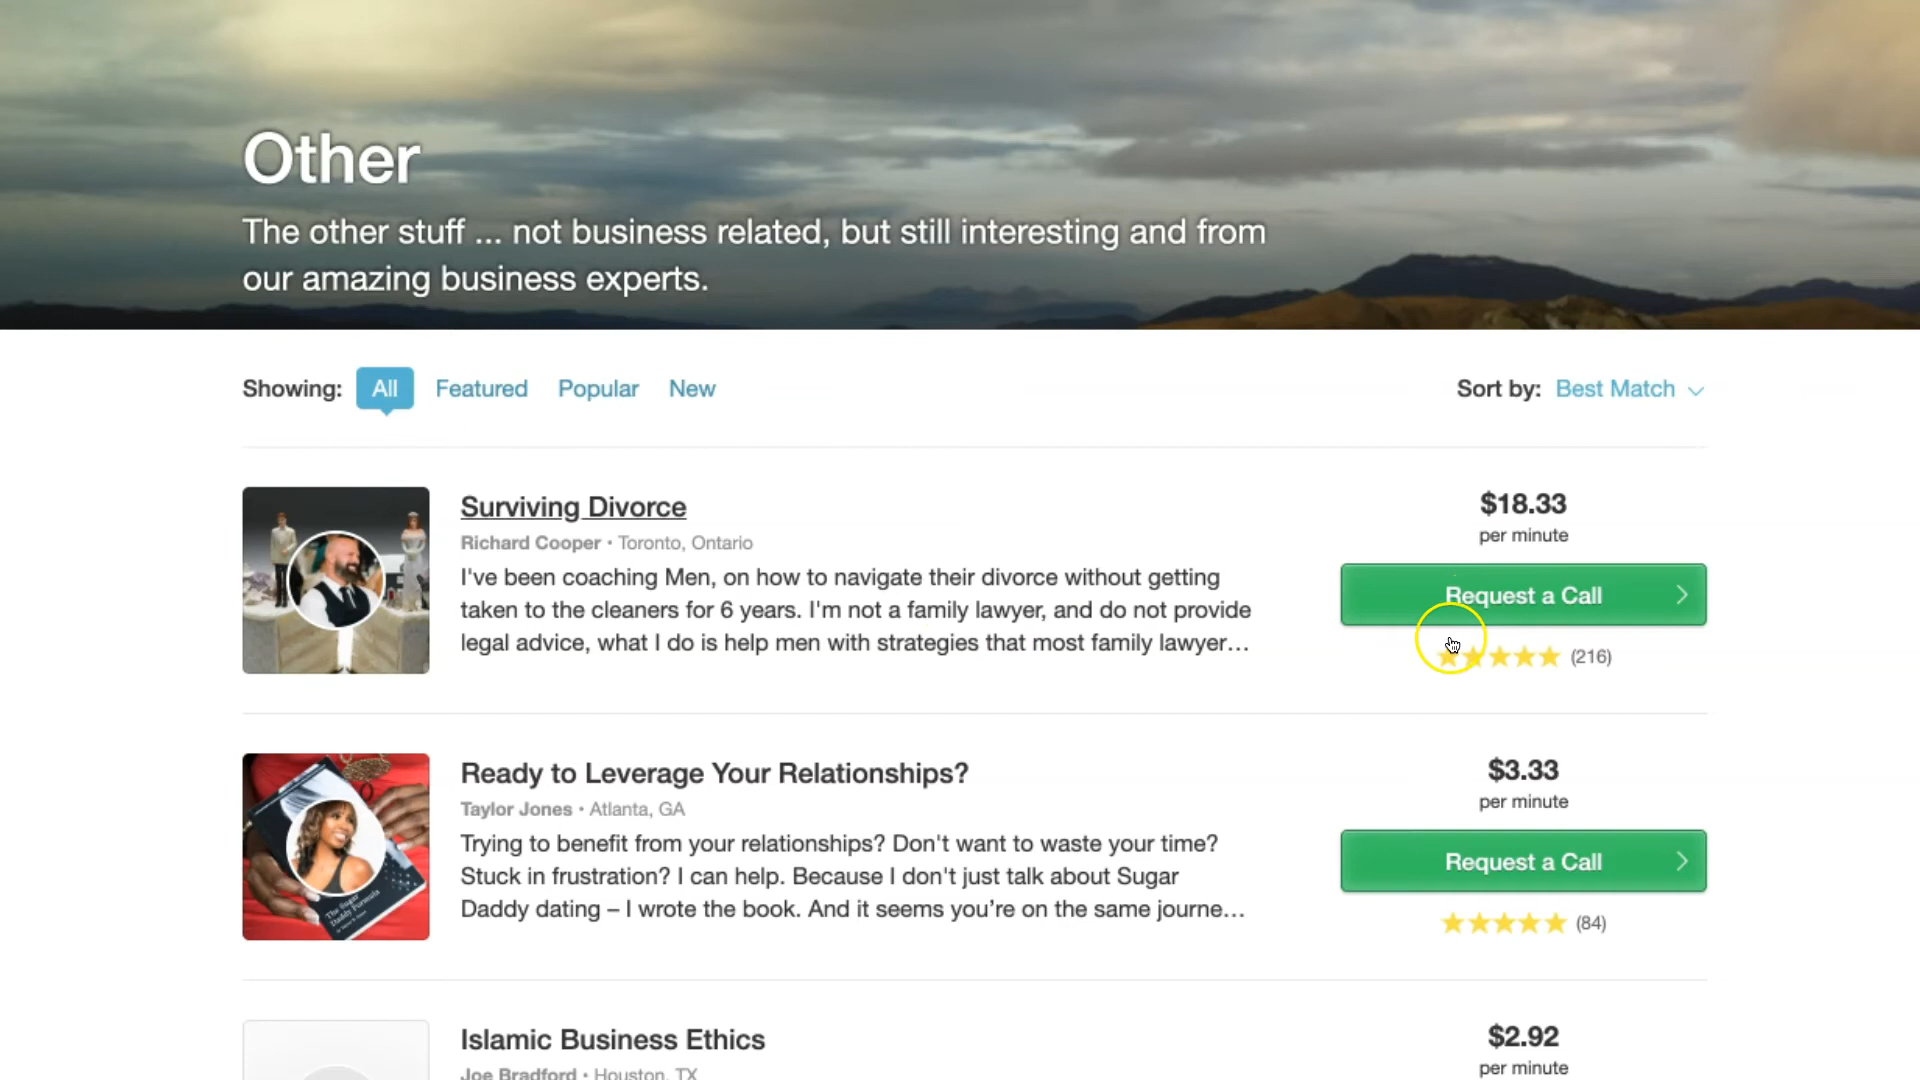 Other
The other stuff ... not business related, but still interesting and from
our amazing business experts.
Showing: All Featured Popular New Sort by: Best Match
Surviving Divorce
Richard Cooper • Toronto, Ontario
I've been coaching Men, on how to navigate their divorce without getting
taken to the cleaners for 6 years. I'm not a family lawyer, and do not provide
legal advice, what I do is help men with strategies that most family lawyer...
$18.33
per minute
Request a Call
(216)
The Sugar
Daddy Formula
Ready to Leverage Your Relationships?
Taylor Jones • Atlanta, GA
Trying to benefit from your relationships? Don't want to waste your time?
Stuck in frustration? I can help. Because I don't just talk about Sugar
Daddy dating – I wrote the book. And it seems you’re on the same journe...
$3.33
per minute
Request a Call
(84)
Islamic Business Ethics
Joe Bradford • Houston, TX
$2.92
per minute